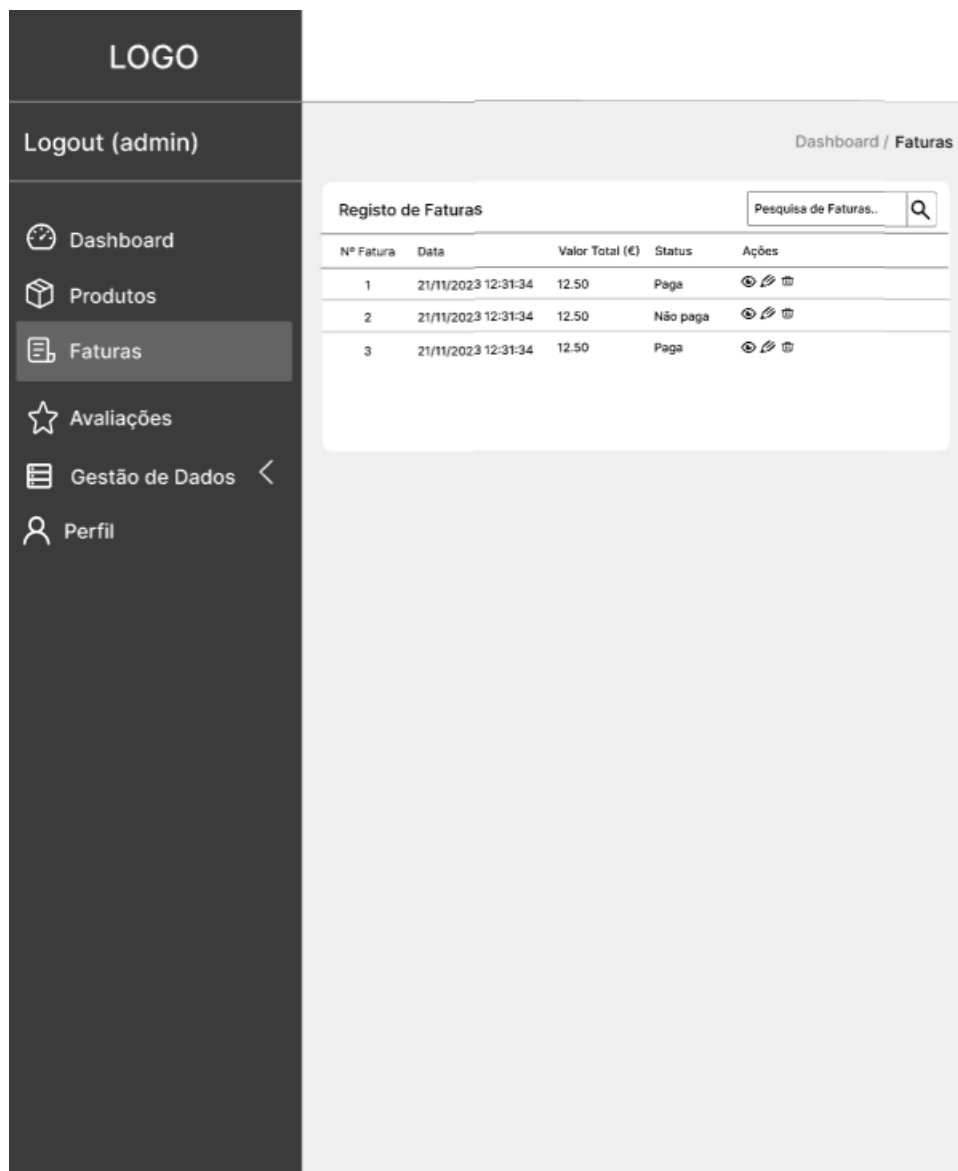 LOGO
Logout (admin)
Dashboard
Produtos
Faturas
Avaliações
Gestão de Dados
Perfil
Dashboard / Faturas
Registo de Faturas
Pesquisa de Faturas..
Nº Fatura Data Valor Total (€) Status Ações
1 21/11/2023 12:31:34 12.50 Paga
2 21/11/2023 12:31:34 12.50 Não paga
3 21/11/2023 12:31:34 12.50 Paga